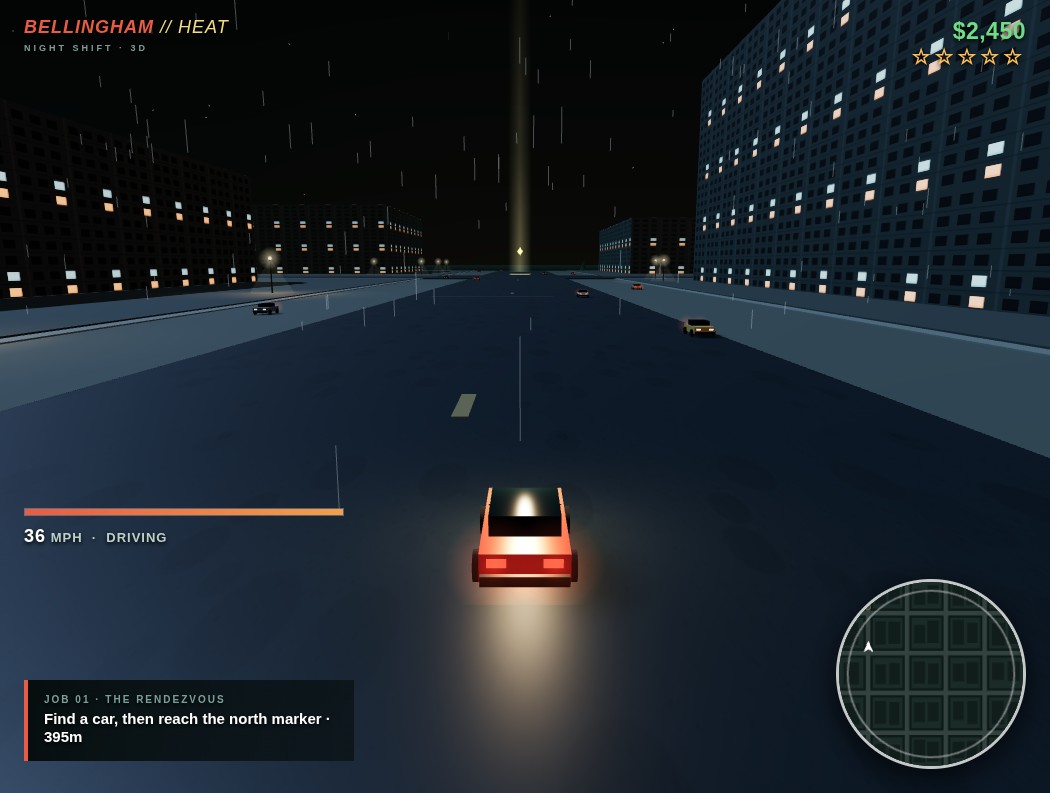 BELLINGHAM // HEAT
NIGHT SHIFT · 3D
$2,450
☆☆☆☆☆
36 MPH · DRIVING
JOB 01 · THE RENDEZVOUS
Find a car, then reach the north marker ·
395m